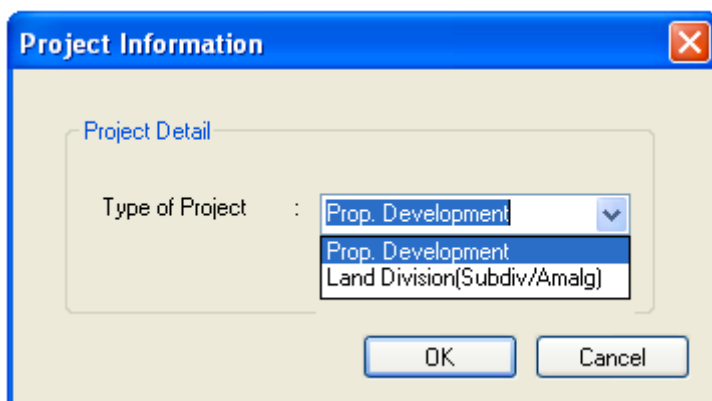 Project Information
Project Detail
Type of Project : Prop. Development
Prop. Development
Land Division(Subdiv/Amalg)
OK Cancel